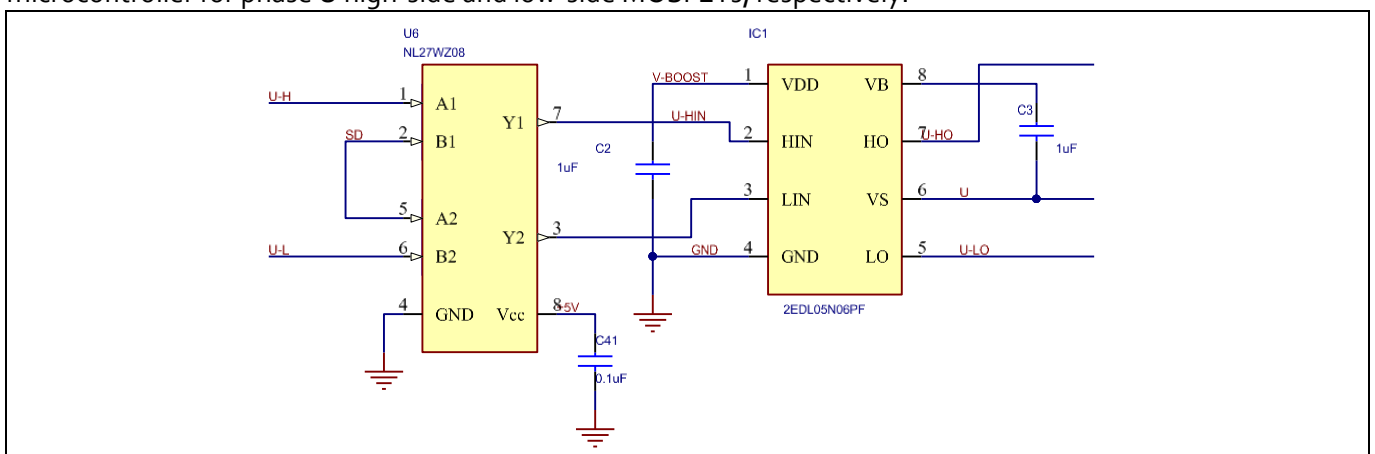 microcontroller for phase U high-side and low-side MOSFETs, respectively.
U6
NL27WZ08
U-H
1
A1
SD
2
B1
5
A2
U-L
6
B2
4
GND
Y1
7
Y2
3
Vcc
8
+5V
C41
0.1uF
U-HIN
C2
1uF
GND
IC1
V-BOOST
1
VDD
2
HIN
3
LIN
4
GND
VB
8
HO
7
U-HO
VS
6
U
LO
5
U-LO
C3
1uF
2EDL05N06PF